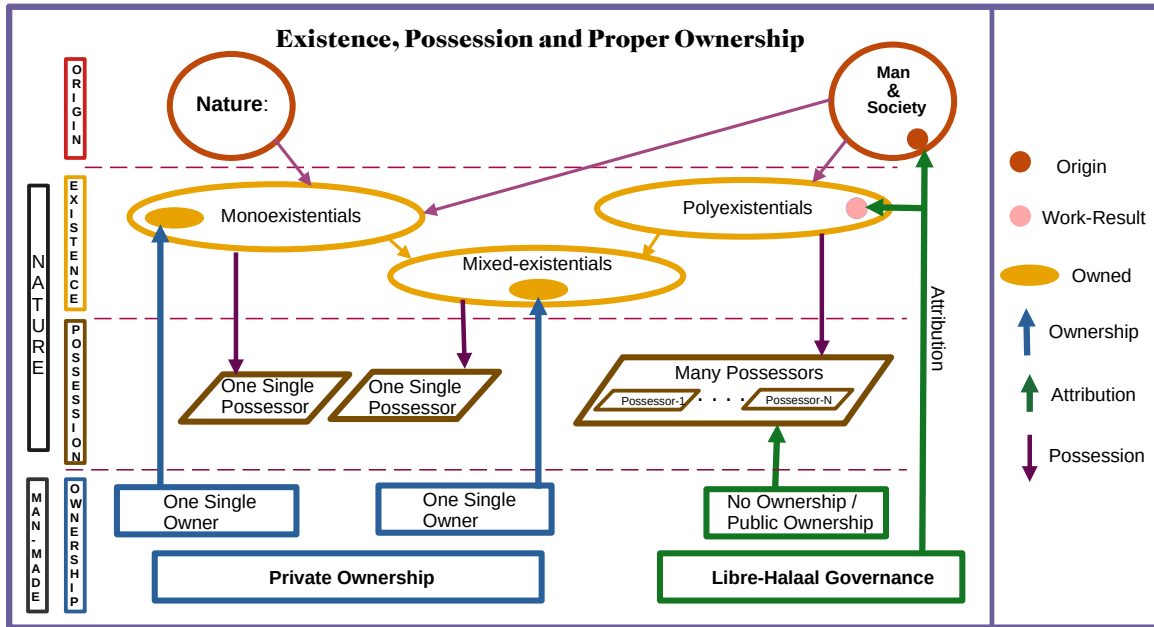 Existence, Possession and Proper Ownership
ORIGIN
Nature:
Man
&
Society
NATURE
EXISTENCE
Monoexistentials
Polyexistentials
Mixed-existentials
Attribution
POSSESSION
One Single
Possessor
One Single
Possessor
Many Possessors
Possessor-1
. . . .
Possessor-N
MAN-MADE
OWNERSHIP
One Single
Owner
One Single
Owner
No Ownership /
Public Ownership
Private Ownership
Libre-Halaal Governance
Origin
Work-Result
Owned
Ownership
Attribution
Possession